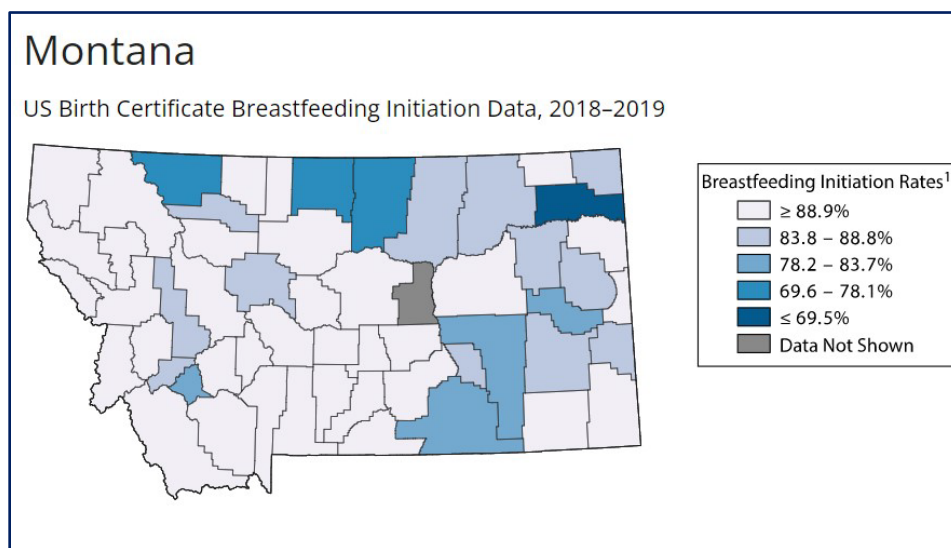 Montana
US Birth Certificate Breastfeeding Initiation Data, 2018–2019
Breastfeeding Initiation Rates¹
≥ 88.9%
83.8 – 88.8%
78.2 – 83.7%
69.6 – 78.1%
≤ 69.5%
Data Not Shown